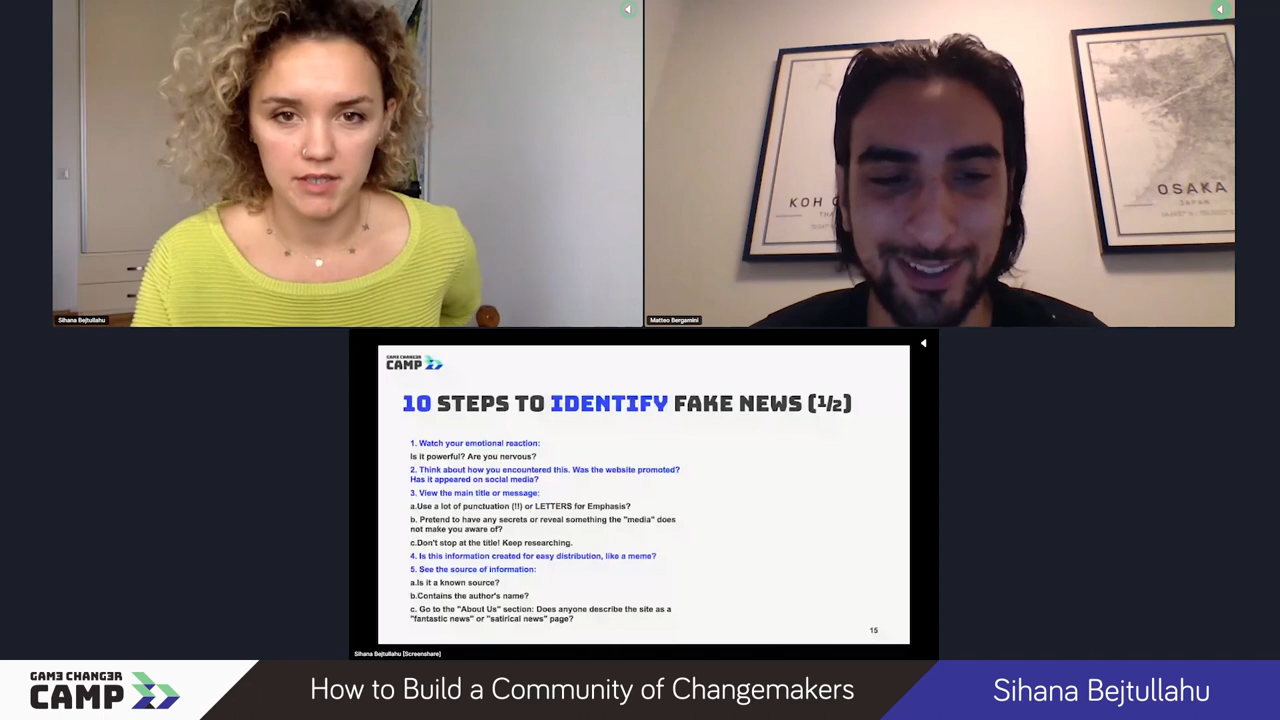 KOH
OSAKA
JAPAN
Sihana Bejtullahu
Matteo Bergamini
GAME CHANGER
CAMP
10 STEPS TO IDENTIFY FAKE NEWS (1/2)
1. Watch your emotional reaction:
Is it powerful? Are you nervous?
2. Think about how you encountered this. Was the website promoted?
Has it appeared on social media?
3. View the main title or message:
a.Use a lot of punctuation (!!) or LETTERS for Emphasis?
b. Pretend to have any secrets or reveal something the "media" does
not make you aware of?
c.Don't stop at the title! Keep researching.
4. Is this information created for easy distribution, like a meme?
5. See the source of information:
a.Is it a known source?
b.Contains the author's name?
c. Go to the "About Us" section: Does anyone describe the site as a
"fantastic news" or "satirical news" page?
15
Sihana Bejtullahu [Screenshare]
GAME CHANGER
CAMP
How to Build a Community of Changemakers
Sihana Bejtullahu